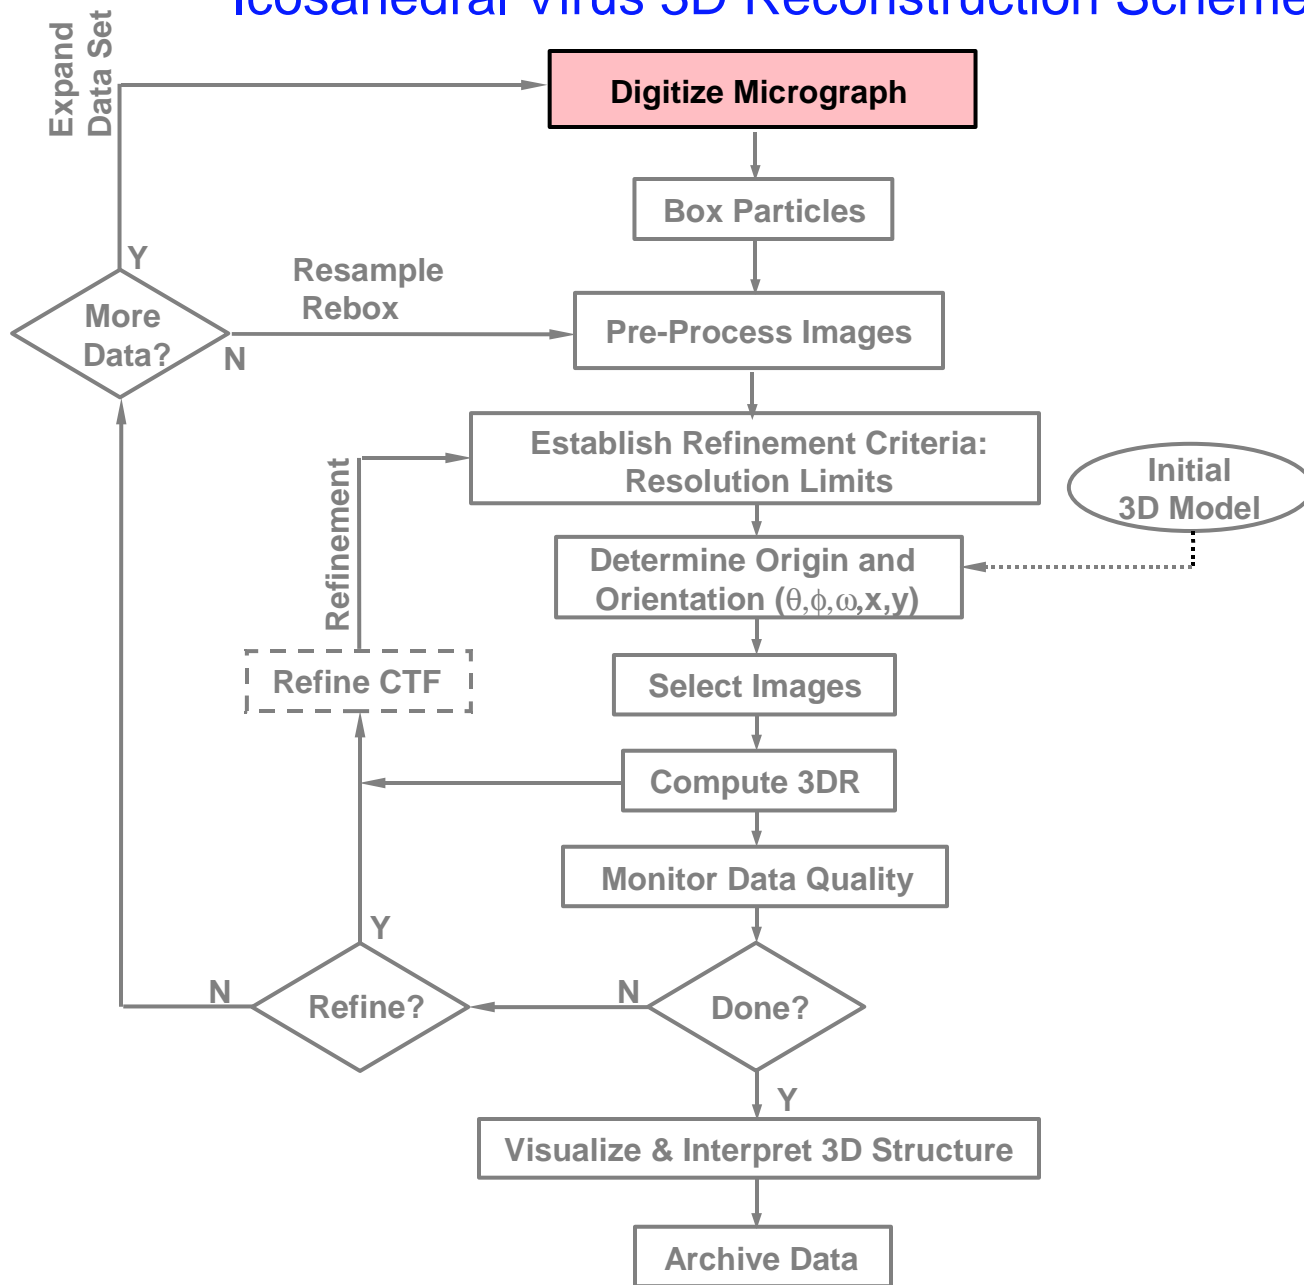 Icosahedral Virus 3D Reconstruction Scheme
Expand
Data Set
Digitize Micrograph
Box Particles
Y
Resample
Rebox
More
Data?
N
Pre-Process Images
Establish Refinement Criteria:
Resolution Limits
Initial
3D Model
Refinement
Determine Origin and
Orientation (θ,ϕ,ω,x,y)
Refine CTF
Select Images
Compute 3DR
Monitor Data Quality
Y
N
Refine?
N
Done?
Y
Visualize & Interpret 3D Structure
Archive Data